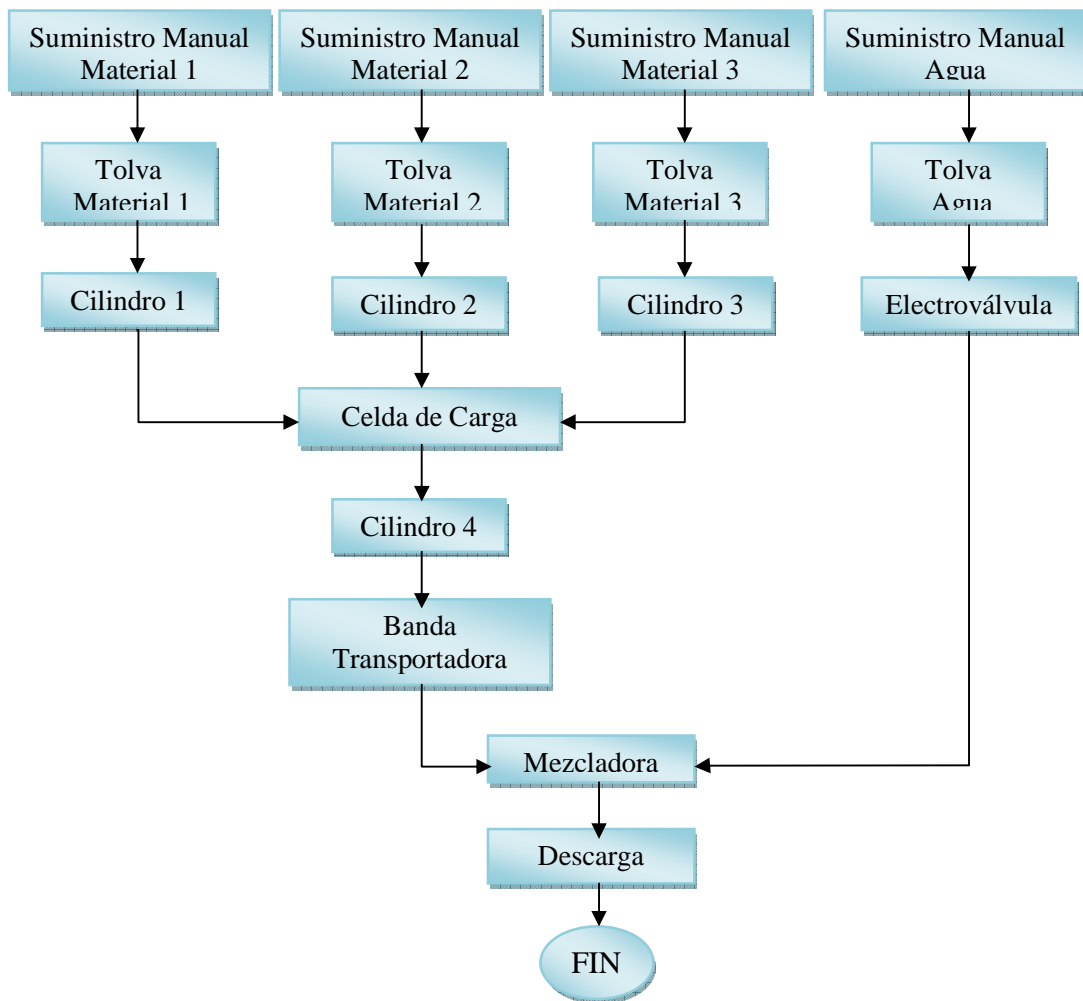 Suministro Manual
Material 1
Suministro Manual
Material 2
Suministro Manual
Material 3
Suministro Manual
Agua
Tolva
Material 1
Tolva
Material 2
Tolva
Material 3
Tolva
Agua
Cilindro 1
Cilindro 2
Cilindro 3
Electroválvula
Celda de Carga
Cilindro 4
Banda
Transportadora
Mezcladora
Descarga
FIN